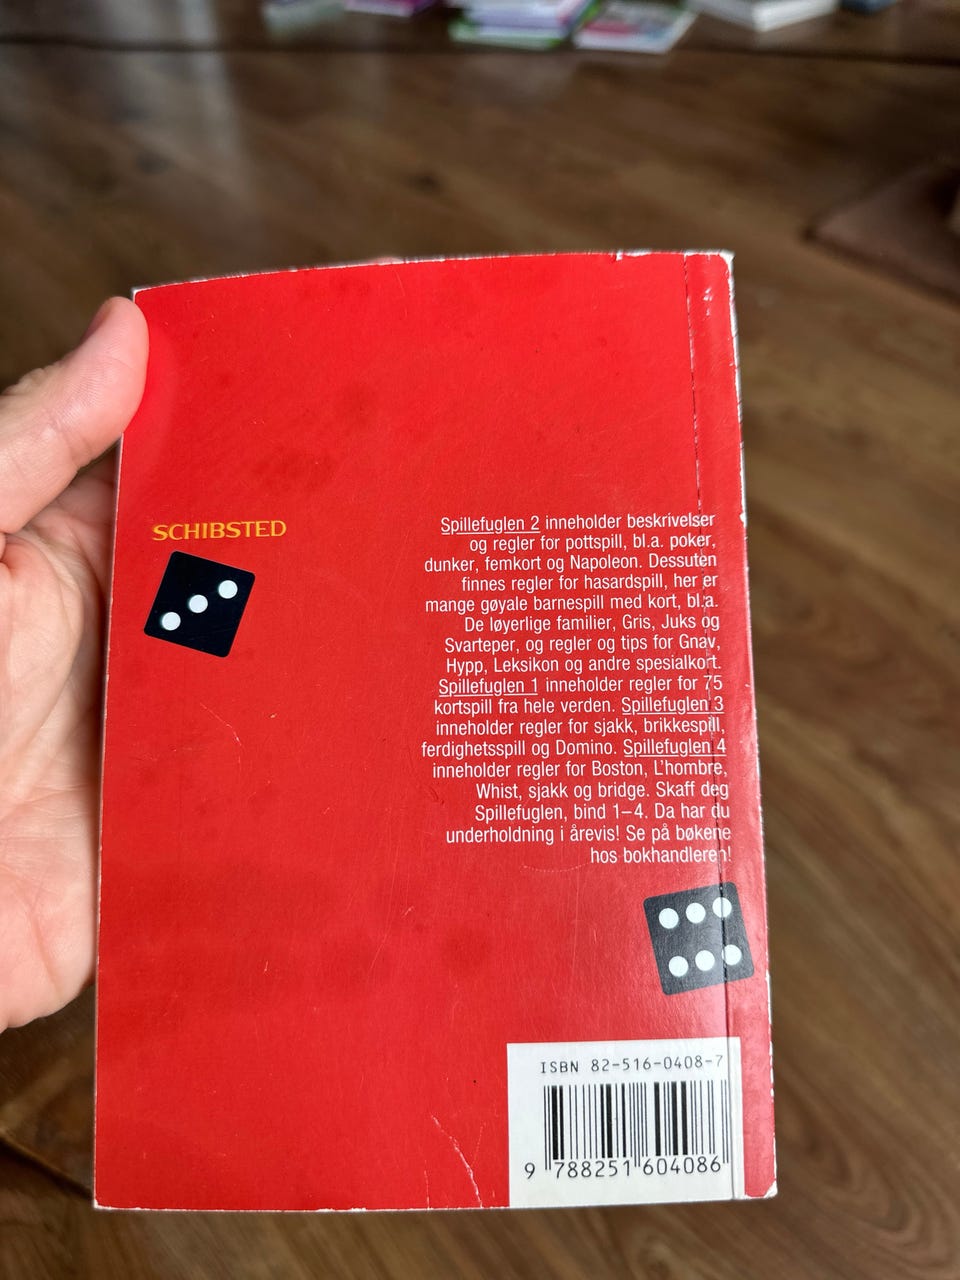 SCHIBSTED
Spillefuglen 2 inneholder beskrivelser
og regler for pottspill, bl.a. poker,
dunker, femkort og Napoleon. Dessuten
finnes regler for hasardspill, her er
mange gøyale barnespill med kort, bl.a.
De løyerlige familier, Gris, Juks og
Svarteper, og regler og tips for Gnav,
Hypp, Leksikon og andre spesialkort.
Spillefuglen 1 inneholder regler for 75
kortspill fra hele verden. Spillefuglen 3
inneholder regler for sjakk, brikkespill,
ferdighetsspill og Domino. Spillefuglen 4
inneholder regler for Boston, L'hombre,
Whist, sjakk og bridge. Skaff deg
Spillefuglen, bind 1–4. Da har du
underholdning i årevis! Se på bøkene
hos bokhandleren!
ISBN 82-516-0408-7
9 788251 604086